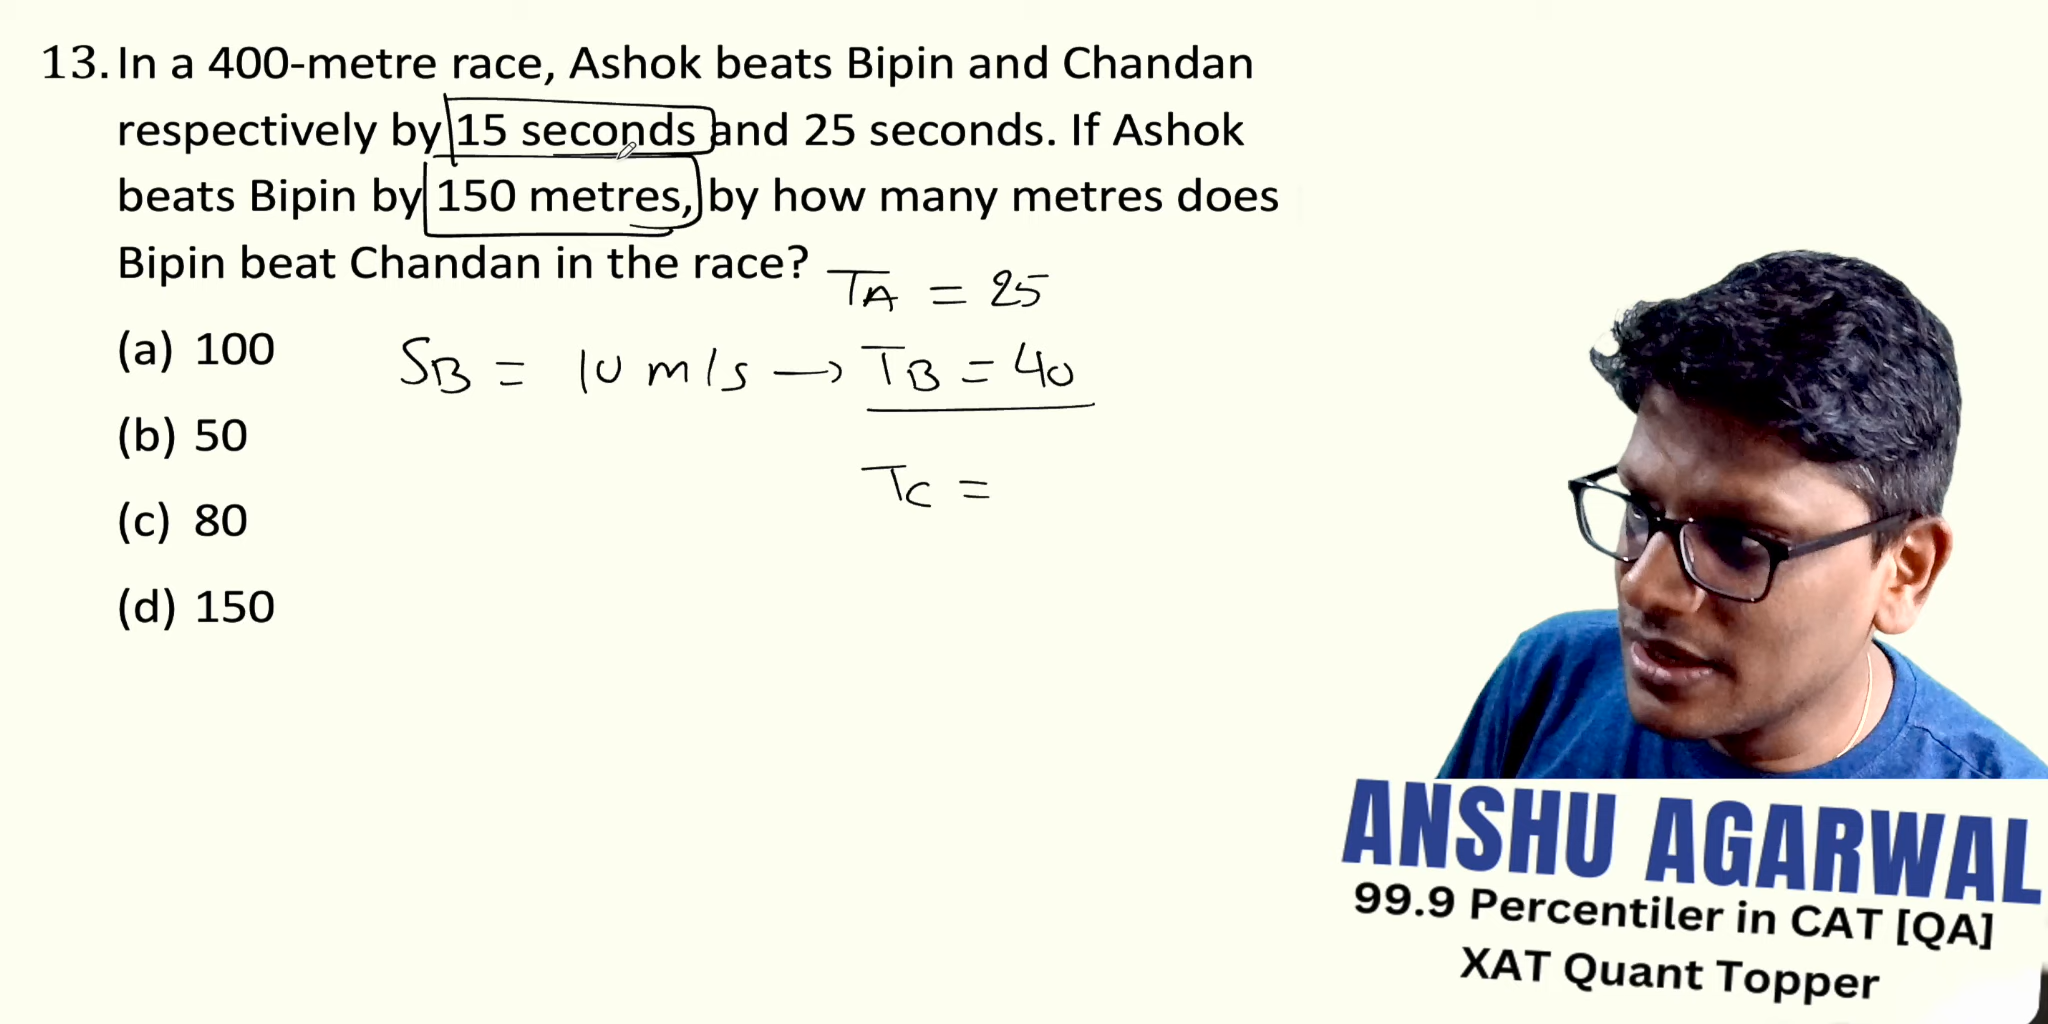 13. In a 400-metre race, Ashok beats Bipin and Chandan
respectively by 15 seconds and 25 seconds. If Ashok
beats Bipin by 150 metres, by how many metres does
Bipin beat Chandan in the race?
TA = 25
(a) 100
SB = 10 m/s → TB = 40
(b) 50
TC =
(c) 80
(d) 150
ANSHU AGARWAL
99.9 Percentiler in CAT [QA]
XAT Quant Topper